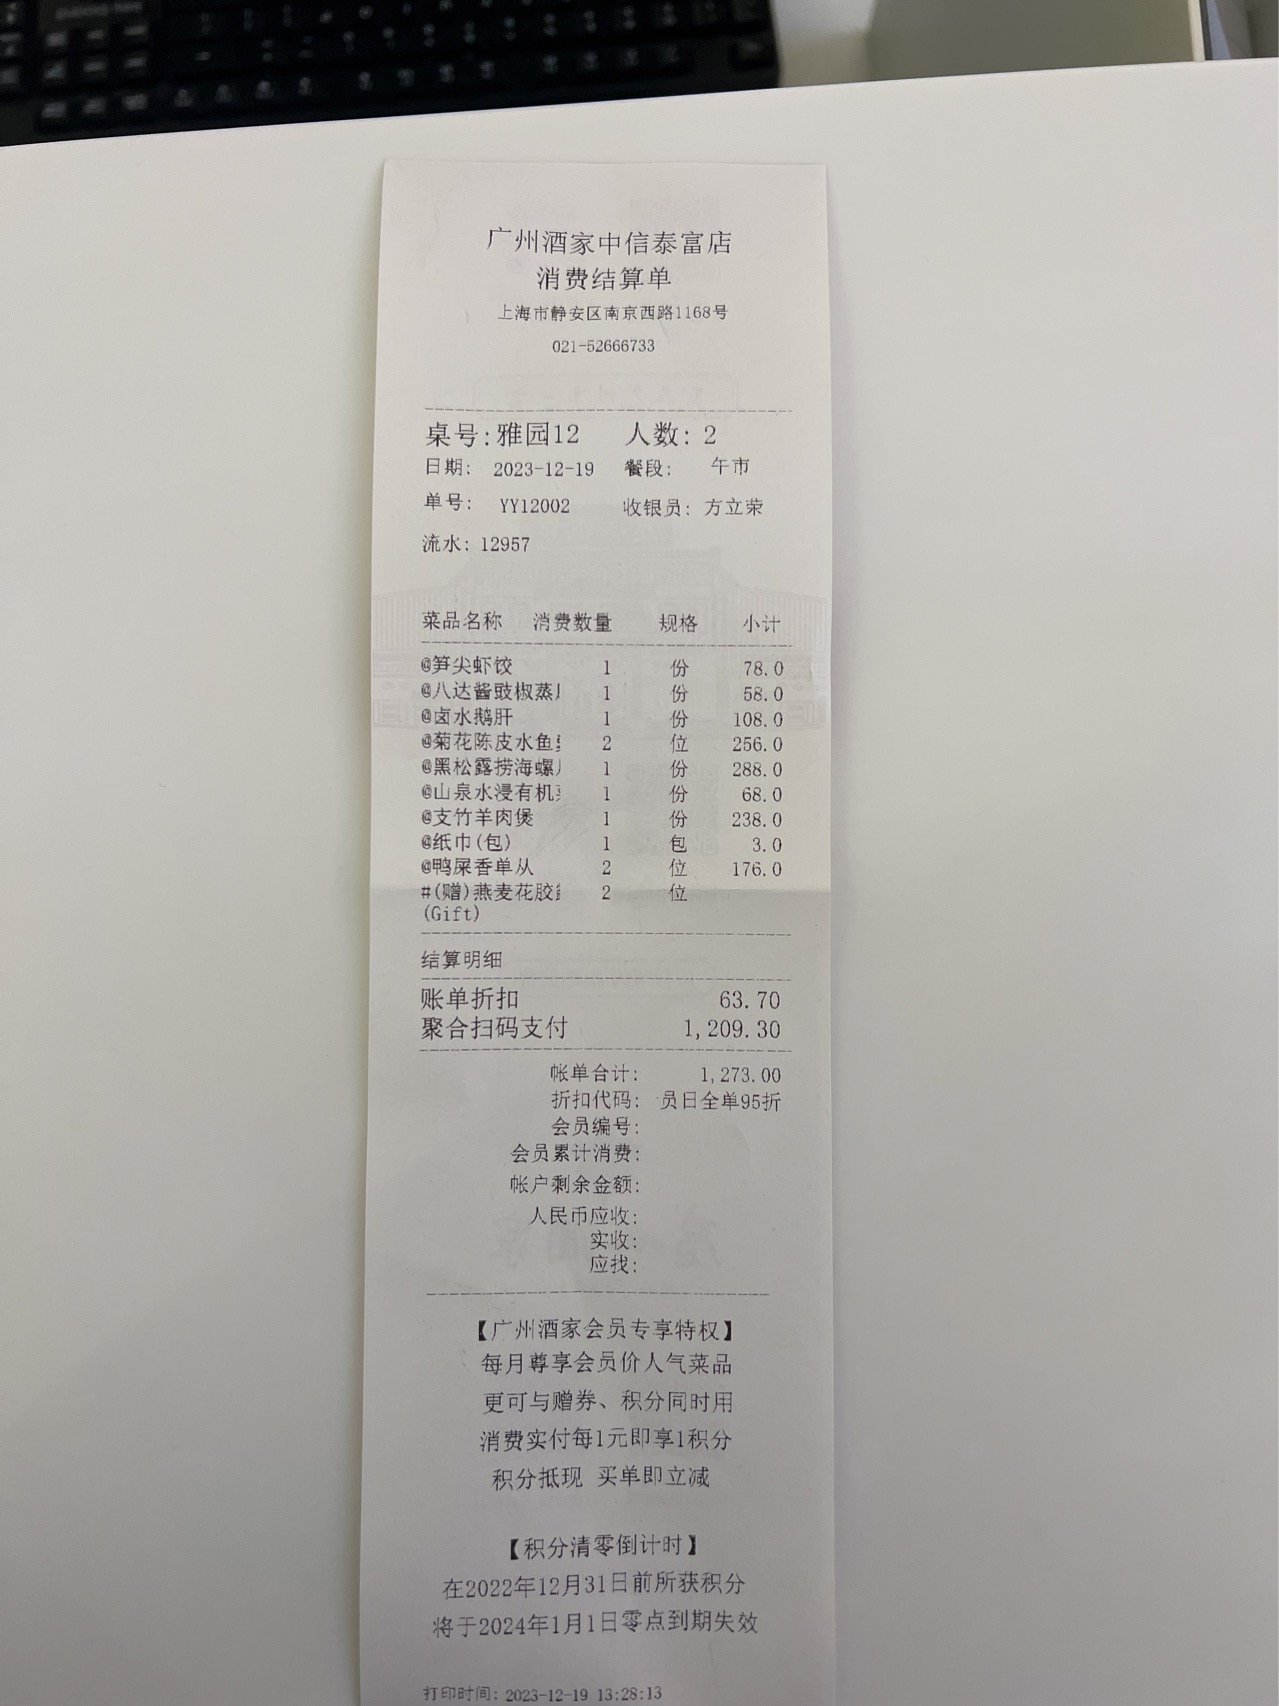 广州酒家中信泰富店
消费结算单
上海市静安区南京西路1168号
021-52666733
桌号:雅园12 人数: 2
日期: 2023-12-19 餐段: 午市
单号: YY12002 收银员: 方立荣
流水: 12957
菜品名称 消费数量 规格 小计
@笋尖虾饺 1 份 78.0
@八达酱豉椒蒸 1 份 58.0
@卤水鹅肝 1 份 108.0
@菊花陈皮水鱼 2 位 256.0
@黑松露捞海螺 1 份 288.0
@山泉水浸有机 1 份 68.0
@支竹羊肉煲 1 份 238.0
@纸巾(包) 1 包 3.0
@鸭屎香单从 2 位 176.0
#(赠)燕麦花胶 2 位
(Gift)
结算明细
账单折扣 63.70
聚合扫码支付 1,209.30
帐单合计: 1,273.00
折扣代码: 员日全单95折
会员编号:
会员累计消费:
帐户剩余金额:
人民币应收:
实收:
应找:
【广州酒家会员专享特权】
每月尊享会员价人气菜品
更可与赠券、积分同时用
消费实付每1元即享1积分
积分抵现 买单即立减
【积分清零倒计时】
在2022年12月31日前所获积分
将于2024年1月1日零点到期失效
打印时间: 2023-12-19 13:28:13